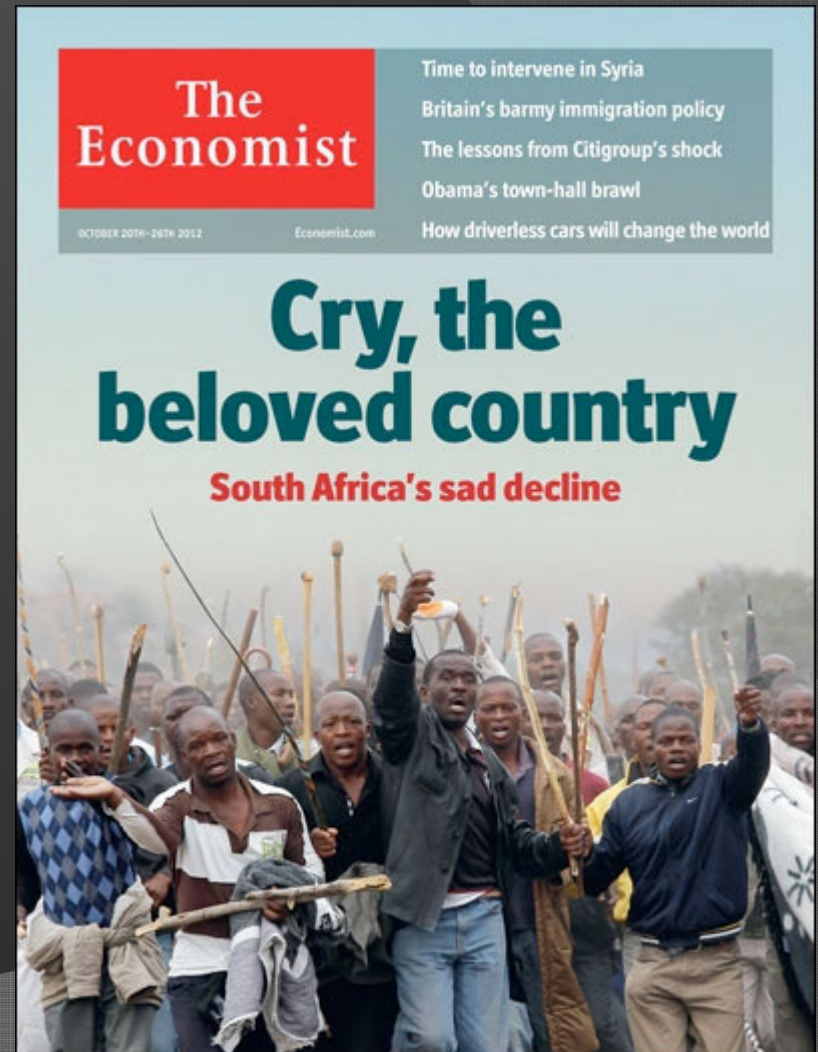 The
Economist
OCTOBER 20TH–26TH 2012
Economist.com
Time to intervene in Syria
Britain's barmy immigration policy
The lessons from Citigroup's shock
Obama's town-hall brawl
How driverless cars will change the world
Cry, the
beloved country
South Africa's sad decline